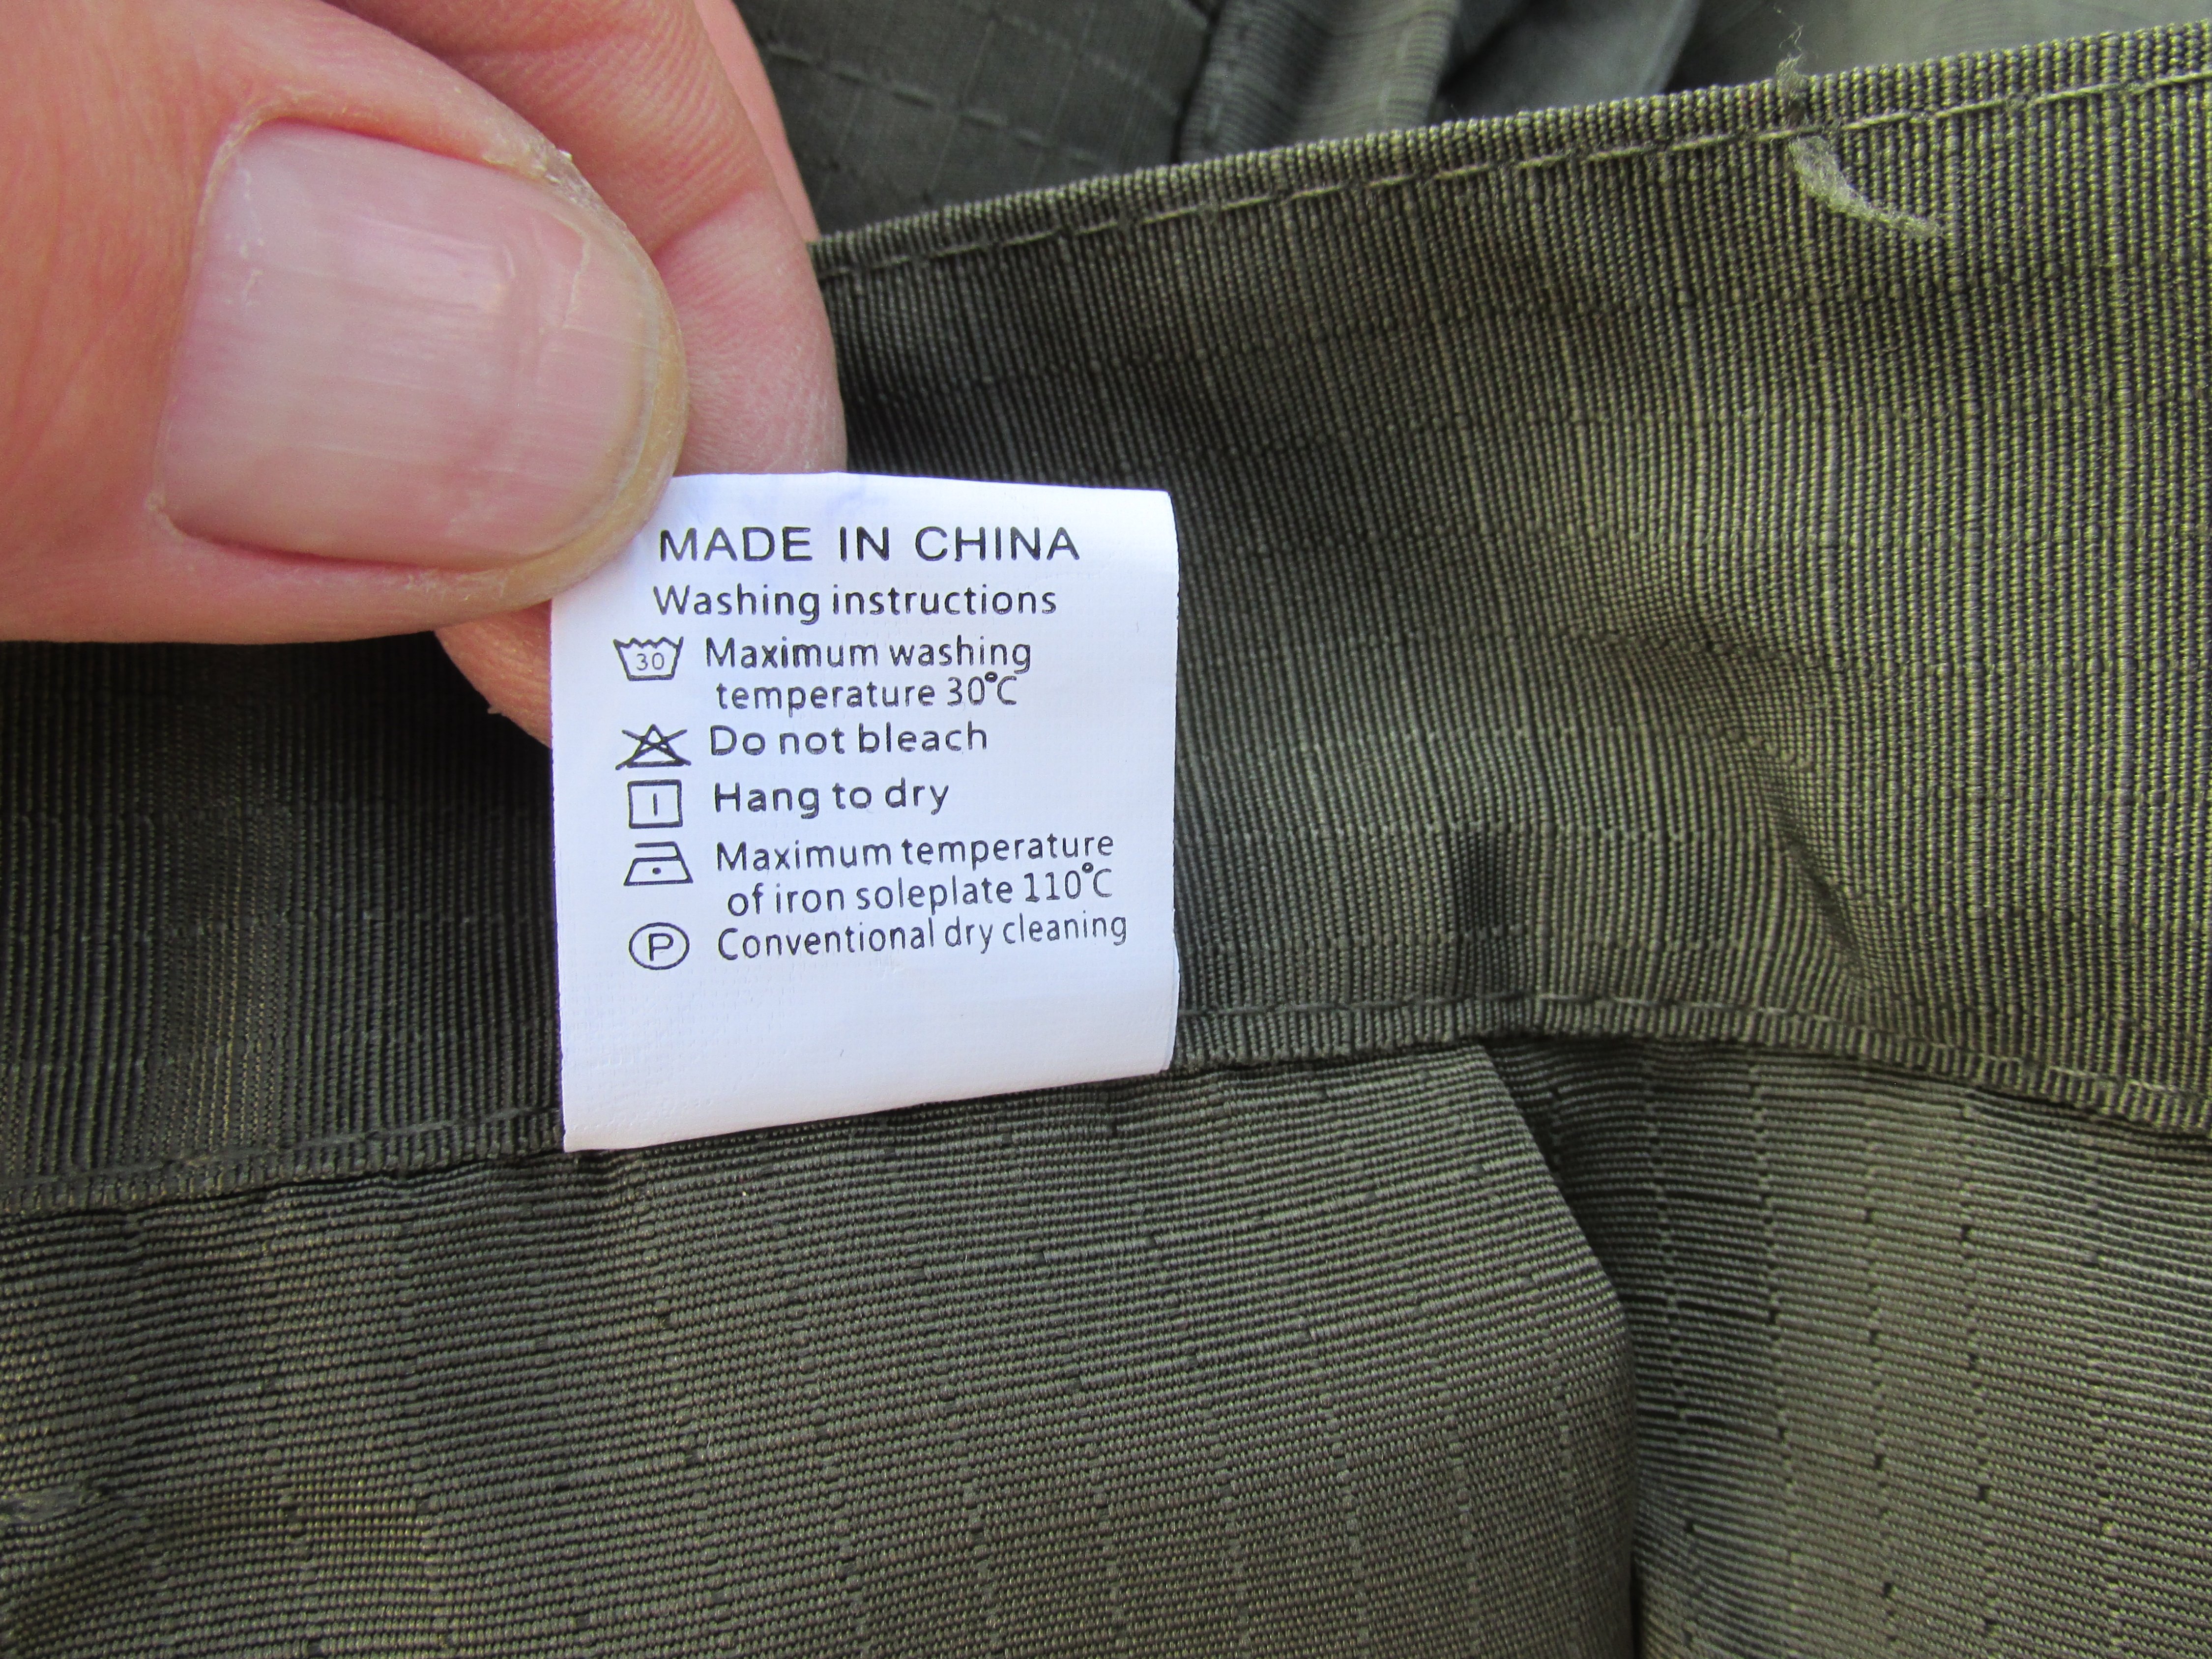 MADE IN CHINA
Washing instructions
30 Maximum washing
temperature 30°C
Do not bleach
Hang to dry
Maximum temperature
of iron soleplate 110°C
P Conventional dry cleaning